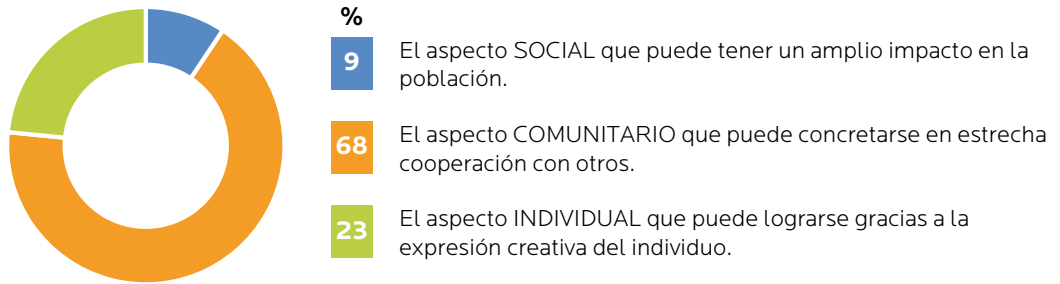 %
9
El aspecto SOCIAL que puede tener un amplio impacto en la
población.
68
El aspecto COMUNITARIO que puede concretarse en estrecha
cooperación con otros.
23
El aspecto INDIVIDUAL que puede lograrse gracias a la
expresión creativa del individuo.